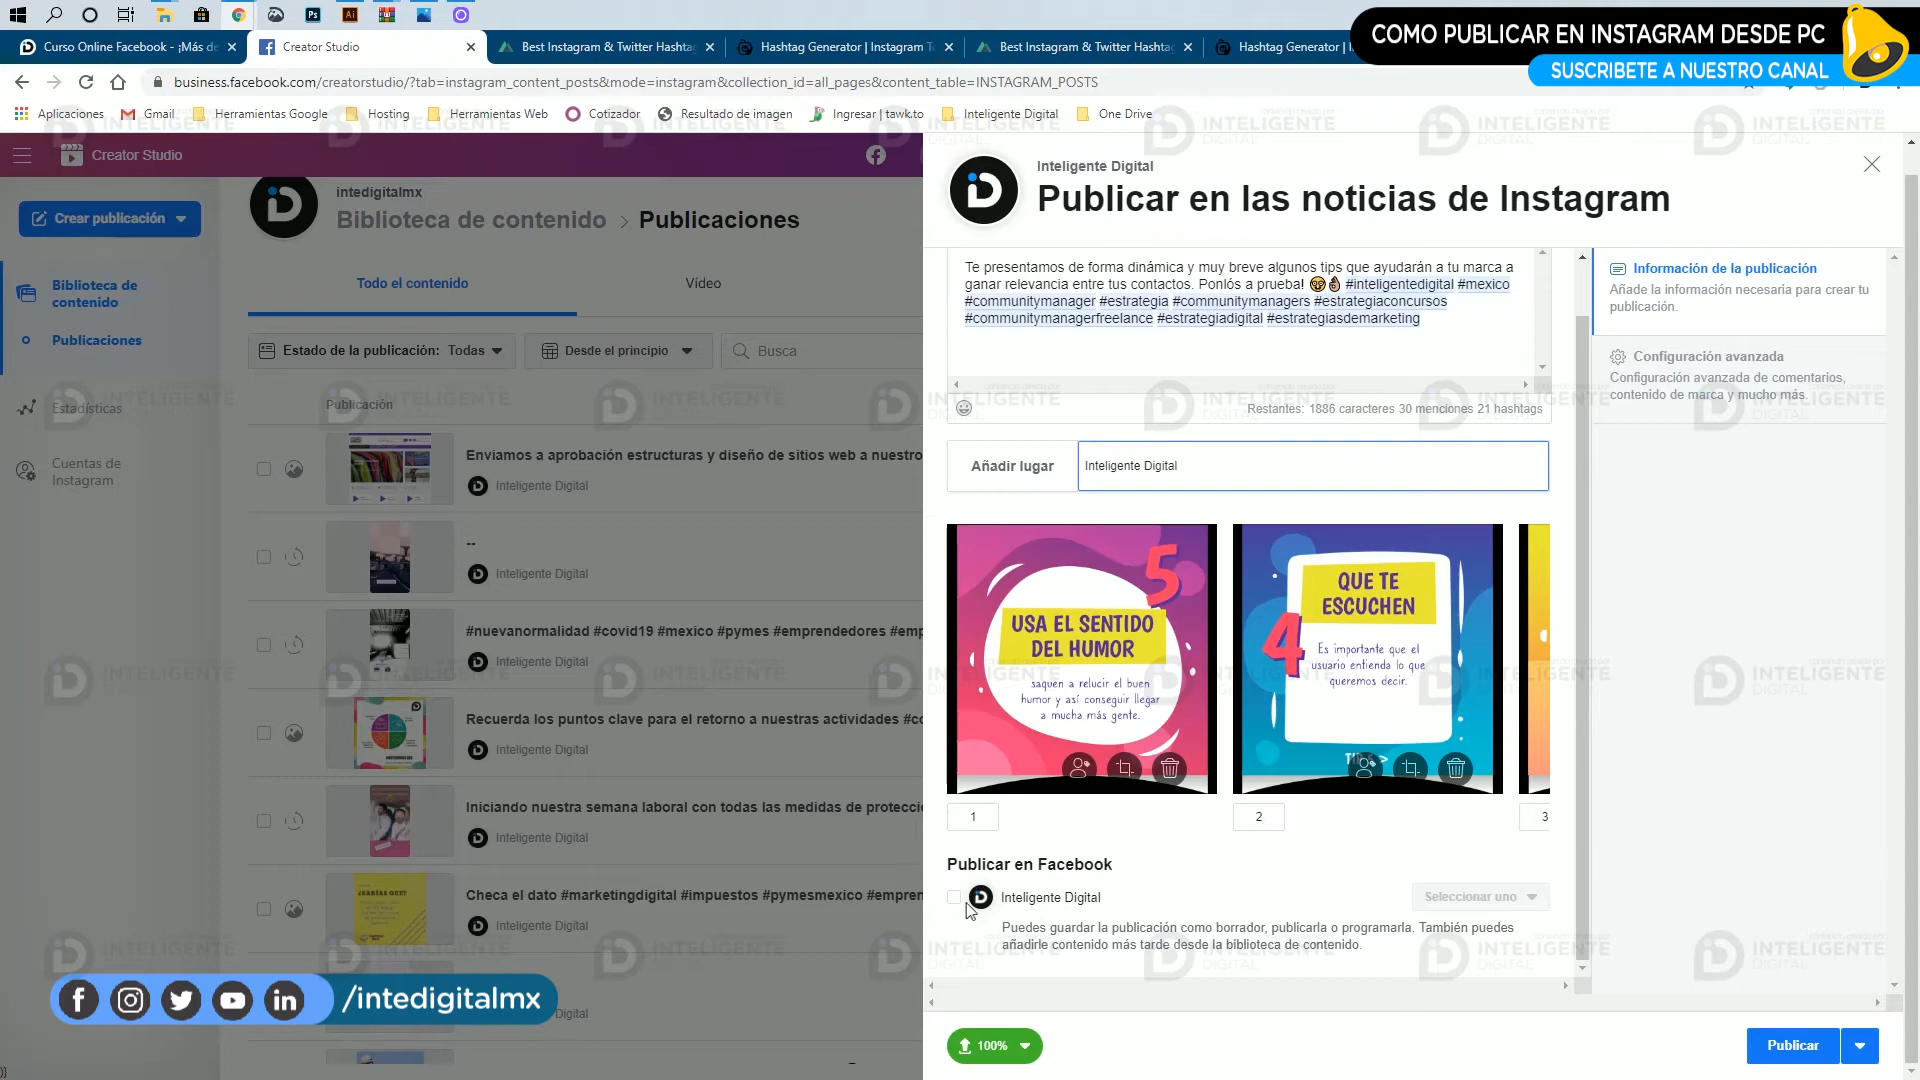 COMO PUBLICAR EN INSTAGRAM DESDE PC
SUSCRIBETE A NUESTRO CANAL
Curso Online Facebook - ¡Más de
Creator Studio
Best Instagram & Twitter Hashta
Hashtag Generator | Instagram T
Best Instagram & Twitter Hashta
Hashtag Generator | I
business.facebook.com/creatorstudio/?tab=instagram_content_posts&mode=instagram&collection_id=all_pages&content_table=INSTAGRAM_POSTS
Aplicaciones
Gmail
Herramientas Google
Hosting
Herramientas Web
Cotizador
Resultado de imagen
Ingresar | tawk.to
Inteligente Digital
One Drive
Creator Studio
Crear publicación
Biblioteca de contenido
Publicaciones
Estadísticas
Cuentas de Instagram
intedigitalmx
Biblioteca de contenido > Publicaciones
Todo el contenido
Vídeo
Estado de la publicación: Todas
Desde el principio
Busca
Publicación
Enviamos a aprobación estructuras y diseño de sitios web a nuestro
Inteligente Digital
--
Inteligente Digital
#nuevanormalidad #covid19 #mexico #pymes #emprendedores #emp
Inteligente Digital
Recuerda los puntos clave para el retorno a nuestras actividades #co
Inteligente Digital
Iniciando nuestra semana laboral con todas las medidas de protecci
Inteligente Digital
Checa el dato #marketingdigital #impuestos #pymesmexico #empren
Inteligente Digital
Digital
/intedigitalmx
Inteligente Digital
Publicar en las noticias de Instagram
Te presentamos de forma dinámica y muy breve algunos tips que ayudarán a tu marca a
ganar relevancia entre tus contactos. Ponlós a prueba! #inteligentedigital #mexico
#communitymanager #estrategia #communitymanagers #estrategiaconcursos
#communitymanagerfreelance #estrategiadigital #estrategiasdemarketing
Restantes: 1886 caracteres 30 menciones 21 hashtags
Añadir lugar
Inteligente Digital
5
USA EL SENTIDO
DEL HUMOR
saquen a relucir el buen
humor y así conseguir llegar
a mucha más gente.
1
QUE TE
ESCUCHEN
4
Es importante que el
usuario entienda lo que
queremos decir.
2
3
Publicar en Facebook
Inteligente Digital
Seleccionar uno
Puedes guardar la publicación como borrador, publicarla o programarla. También puedes
añadirle contenido más tarde desde la biblioteca de contenido.
100%
Publicar
Información de la publicación
Añade la información necesaria para crear tu
publicación.
Configuración avanzada
Configuración avanzada de comentarios,
contenido de marca y mucho más.
INTELIGENTE
DIGITAL